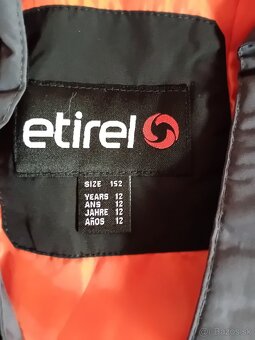 etirel
SIZE 152
YEARS 12
ANS 12
JAHRE 12
AÑOS 12